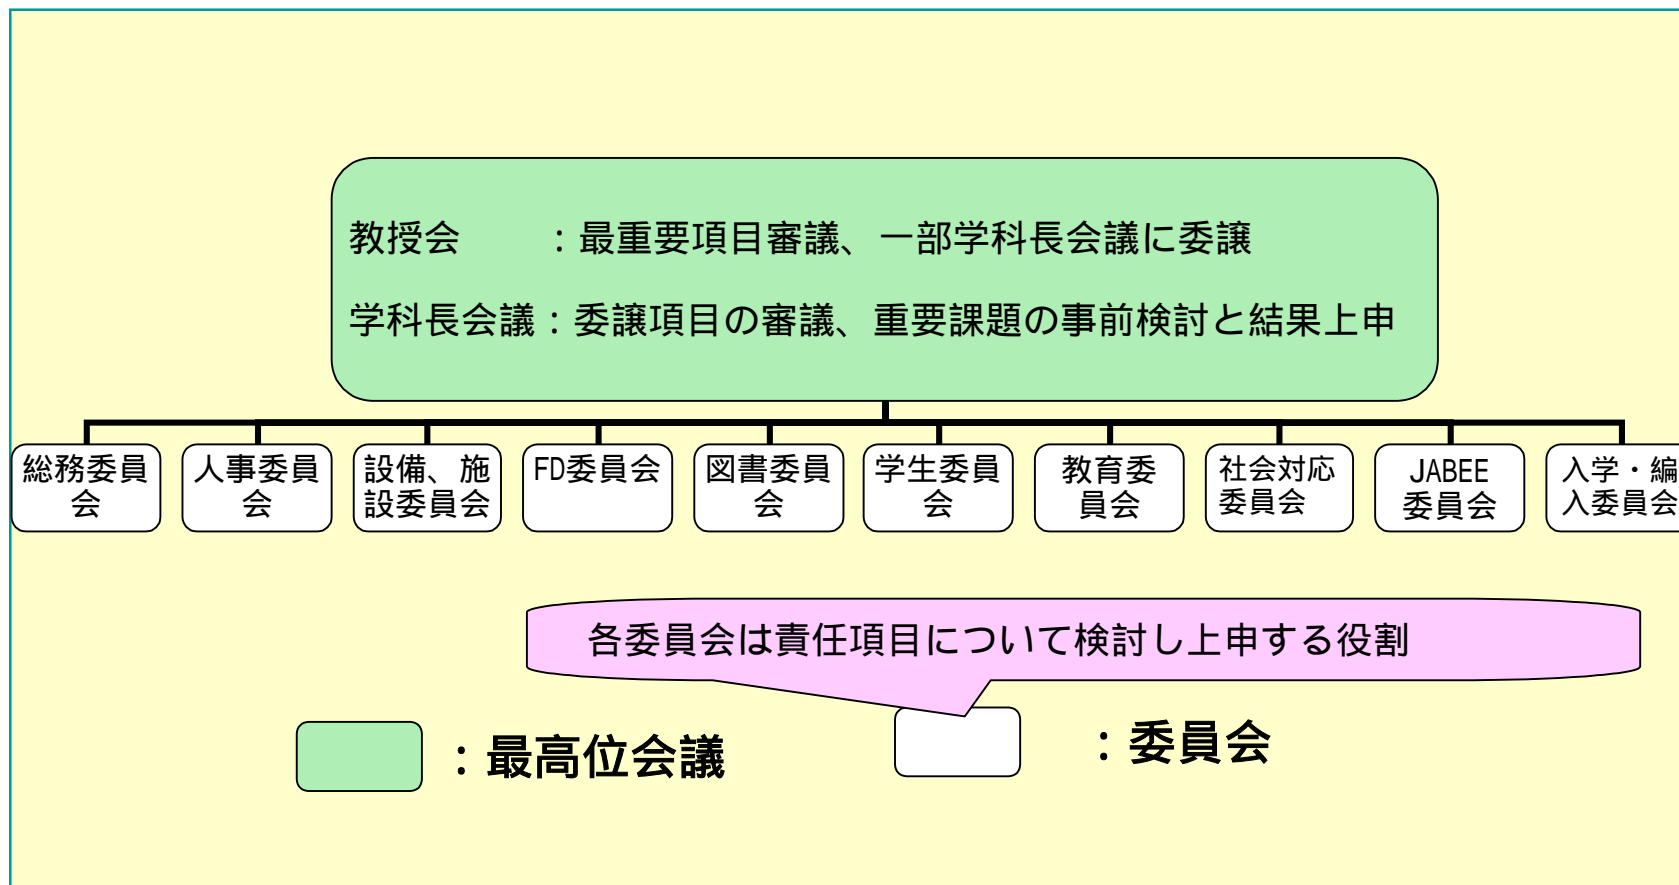 教授会　　：最重要項目審議、一部学科長会議に委譲
学科長会議：委譲項目の審議、重要課題の事前検討と結果上申
総務委員
会
人事委員
会
設備、施
設委員会
FD委員会
図書委員
会
学生委員
会
教育委
員会
社会対応
委員会
JABEE
委員会
入学・編
入委員会
各委員会は責任項目について検討し上申する役割
：最高位会議
：委員会